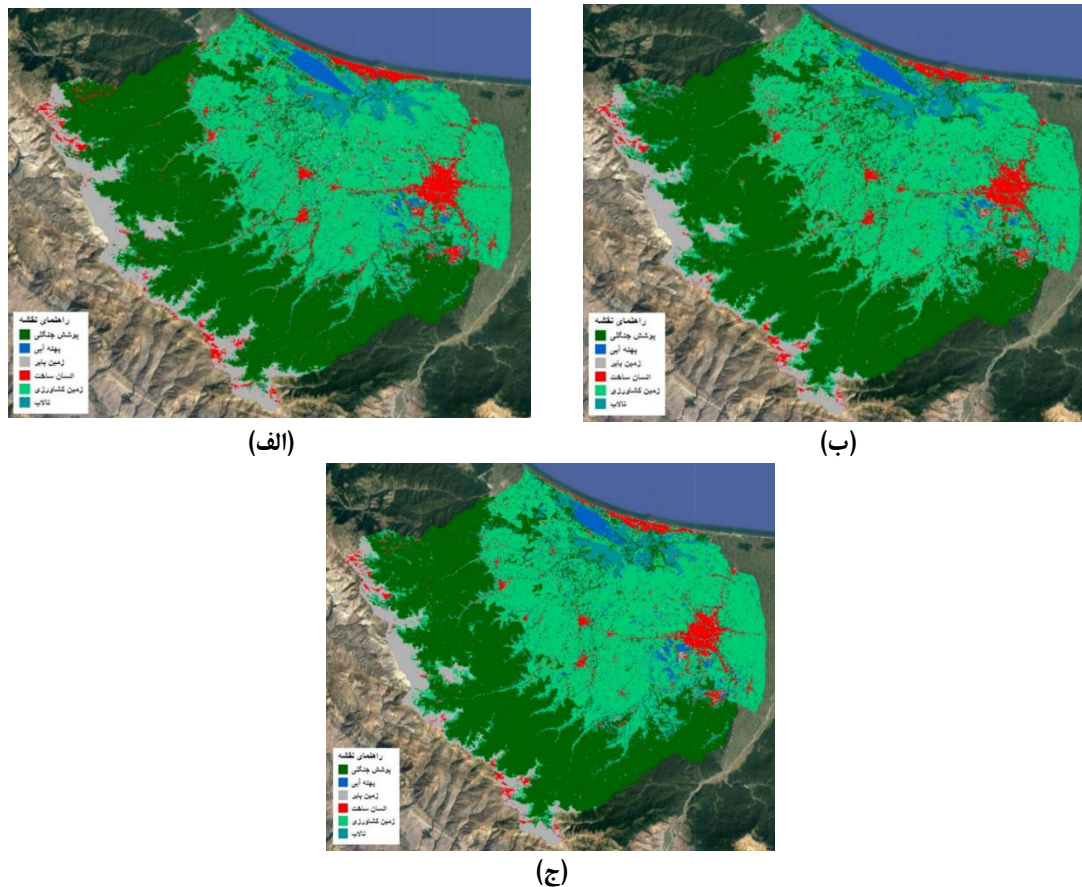 راهنمای نقشه
پوشش جنگلی
پهنه آبی
زمین بایر
انسان ساخت
زمین کشاورزی
تالاب
(الف)
راهنمای نقشه
پوشش جنگلی
پهنه آبی
زمین بایر
انسان ساخت
زمین کشاورزی
تالاب
(ب)
راهنمای نقشه
پوشش جنگلی
پهنه آبی
زمین بایر
انسان ساخت
زمین کشاورزی
تالاب
(ج)